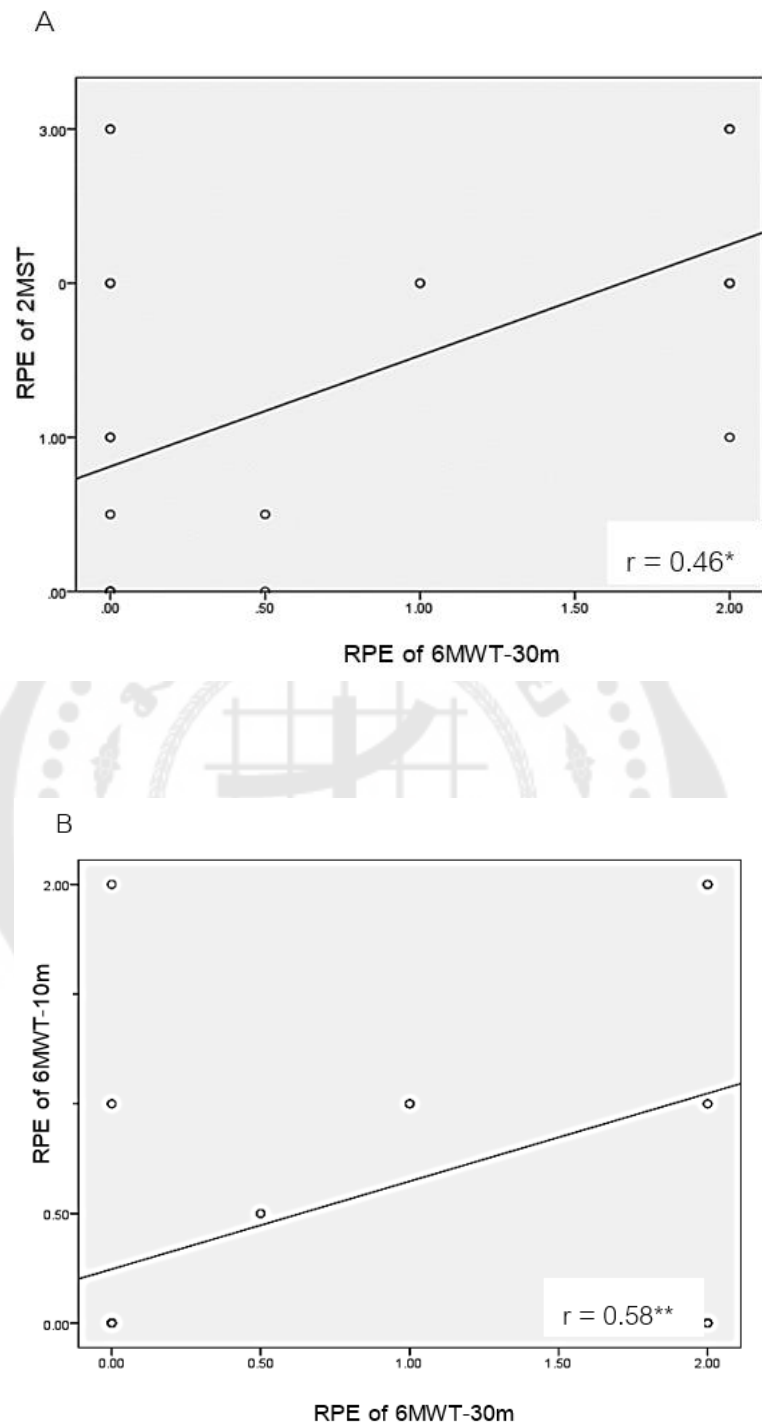 A
3.00
0
1.00
.00
RPE of 2MST
.00 .50 1.00 1.50 2.00
r = 0.46*
RPE of 6MWT-30m
B
2.00
0.50
0.00
RPE of 6MWT-10m
0.00 0.50 1.00 1.50 2.00
r = 0.58**
RPE of 6MWT-30m